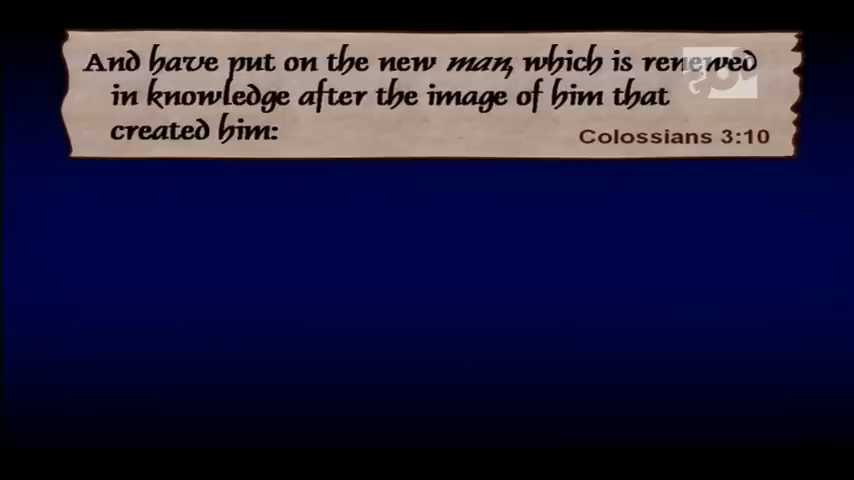 And have put on the new man, which is renewed
in knowledge after the image of him that
created him:
Colossians 3:10